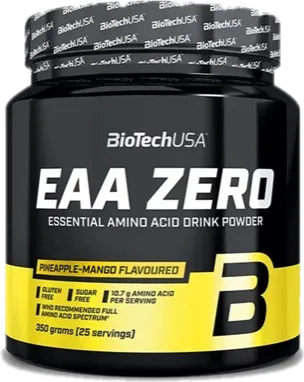 BioTechUSA
BioTechUSA
EAA ZERO
ESSENTIAL AMINO ACID DRINK POWDER
PINEAPPLE-MANGO FLAVOURED
GLUTEN FREE
SUGAR FREE
10.7 g AMINO ACID PER SERVING
WHO RECOMMENDED FULL
AMINO ACID SPECTRUM*
350 grams (25 servings)
B